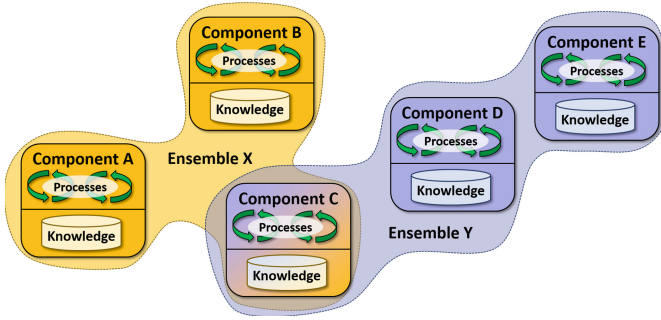 Component B
Processes
Knowledge
Component E
Processes
Knowledge
Component D
Processes
Knowledge
Component A
Processes
Knowledge
Ensemble X
Component C
Processes
Knowledge
Ensemble Y